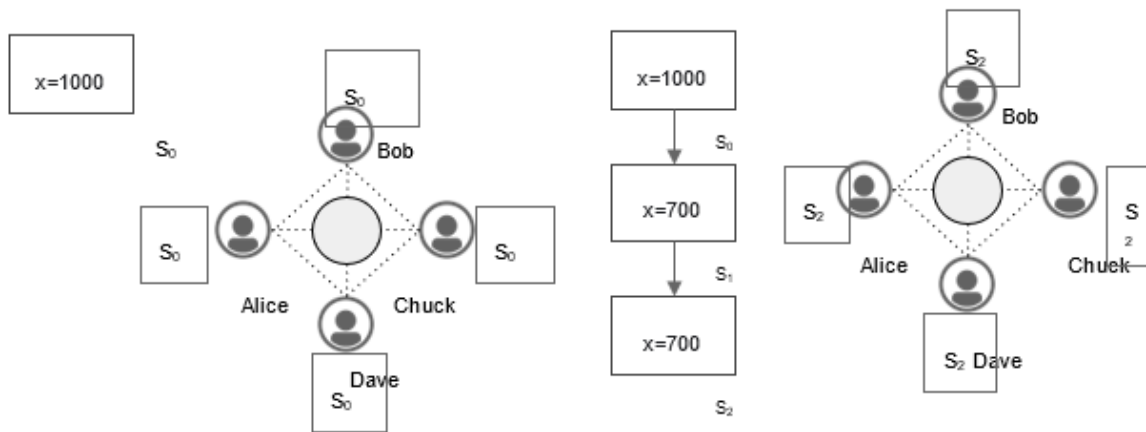 x=1000
S₀
S₀
Bob
S₀
S₀
Alice
Chuck
Dave
S₀
x=1000
S₀
x=700
S₁
x=700
S₂
S₂
Bob
S₂
S
2
Alice
Chuck
S₂ Dave